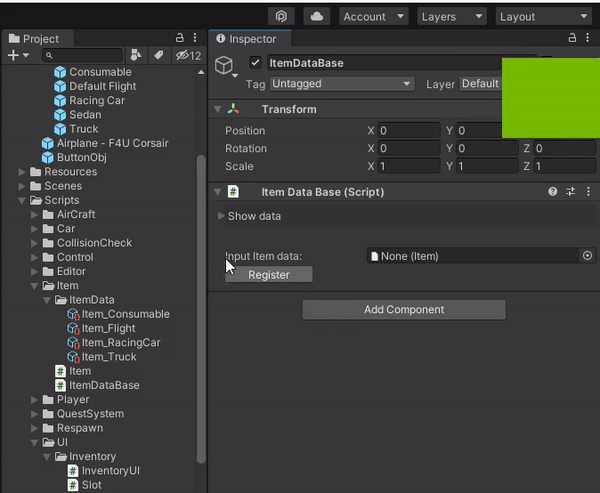 Account
Layers
Layout
Project
12
Consumable
Default Flight
Racing Car
Sedan
Truck
Airplane - F4U Corsair
ButtonObj
Resources
Scenes
Scripts
AirCraft
Car
CollisionCheck
Control
Editor
Item
ItemData
Item_Consumable
Item_Flight
Item_RacingCar
Item_Truck
Item
ItemDataBase
Player
QuestSystem
Respawn
UI
Inventory
InventoryUI
Slot
Inspector
ItemDataBase
Tag Untagged Layer Default
Transform
Position X 0 Y 0
Rotation X 0 Y 0 Z 0
Scale X 1 Y 1 Z 1
# Item Data Base (Script)
Show data
Input Item data: None (Item)
Register
Add Component